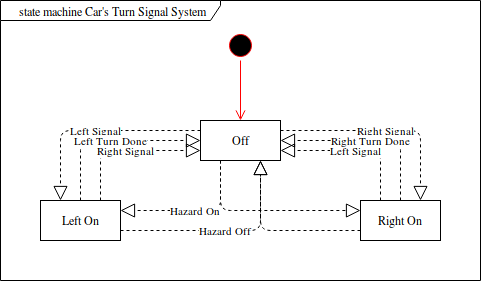 state machine Car's Turn Signal System
Off
Left Signal
Right Signal
Left Turn Done
Right Turn Done
Right Signal
Left Signal
Left On
Right On
Hazard On
Hazard Off